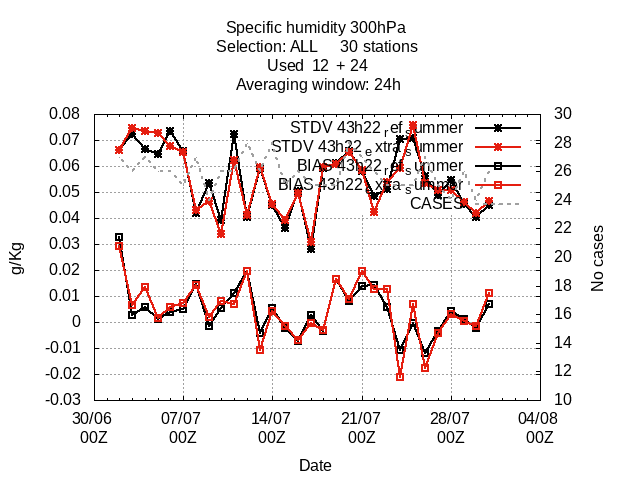 Specific humidity 300hPa
Selection: ALL 30 stations
Used 12 + 24
Averaging window: 24h
0.08
0.07
0.06
0.05
0.04
0.03
0.02
0.01
0
-0.01
-0.02
-0.03
g/Kg
STDV 43h22_ref_summer
STDV 43h22_extra_summer
BIAS 43h22_ref_summer
BIAS 43h22_extra_summer
CASES
30
28
26
24
22
20
18
16
14
12
10
No cases
30/06 07/07 14/07 21/07 28/07 04/08
00Z 00Z 00Z 00Z 00Z 00Z
Date